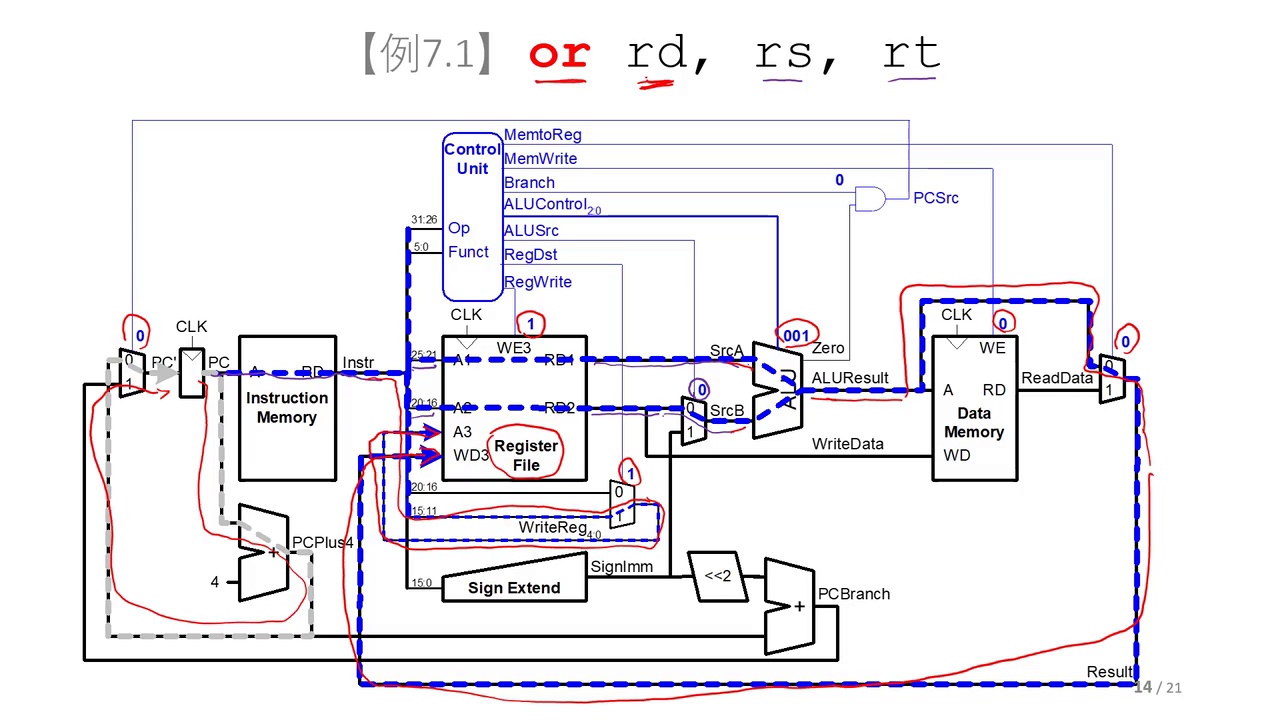 【例7.1】 or rd, rs, rt
MemtoReg
Control
Unit
MemWrite
Branch
0
ALUControl2:0
PCSrc
31:26
Op
ALUSrc
5:0
Funct
RegDst
RegWrite
CLK
CLK
CLK
0
1
001
0
0
WE3
WE
Zero
0
PC'
PC
A
RD
Instr
25:21
A1
RD1
SrcA
0
1
Instruction
Memory
ALU
ALUResult
A
RD
ReadData
1
0
20:16
A2
RD2
0
SrcB
Data
Memory
A3
1
Register
File
WD3
WriteData
WD
1
20:16
0
15:11
1
WriteReg4:0
PCPlus4
+
4
SignImm
<<2
15:0
Sign Extend
PCBranch
+
Result
14 / 21